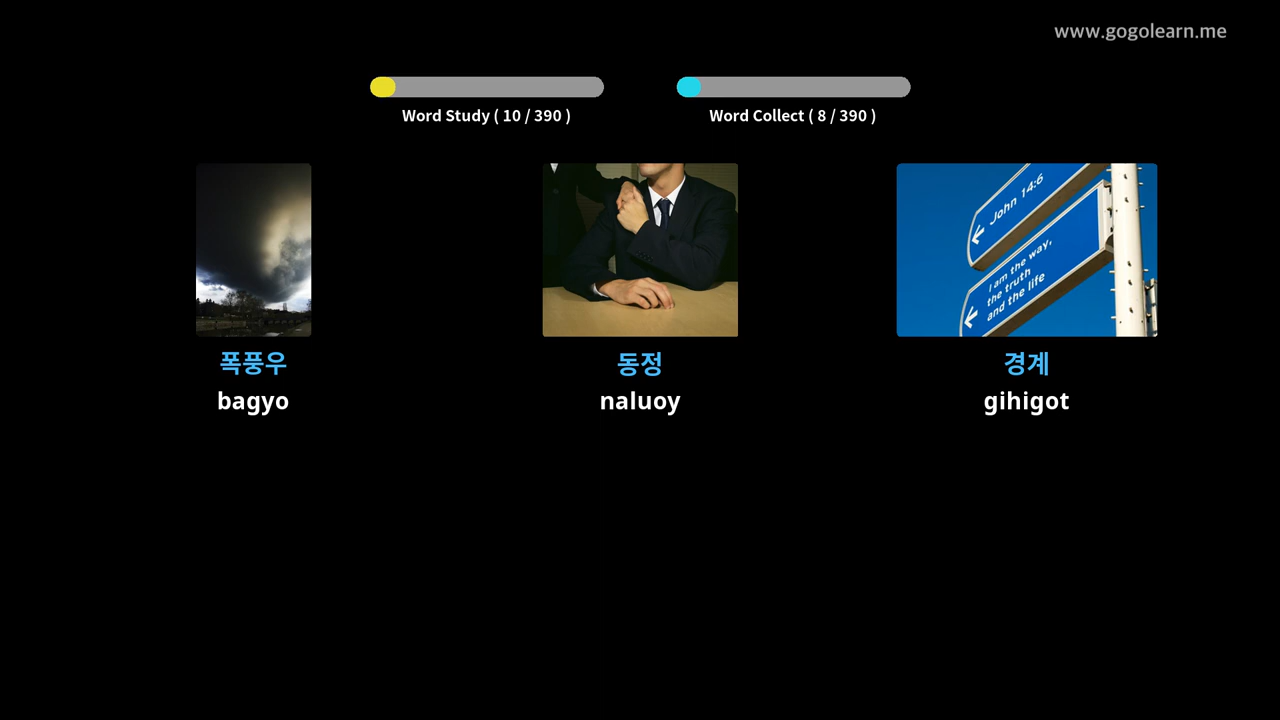 www.gogolearn.me
Word Study ( 10 / 390 )
Word Collect ( 8 / 390 )
John 14:6
I am the way,
the truth
and the life
폭풍우
동정
경계
bagyo
naluoy
gihigot